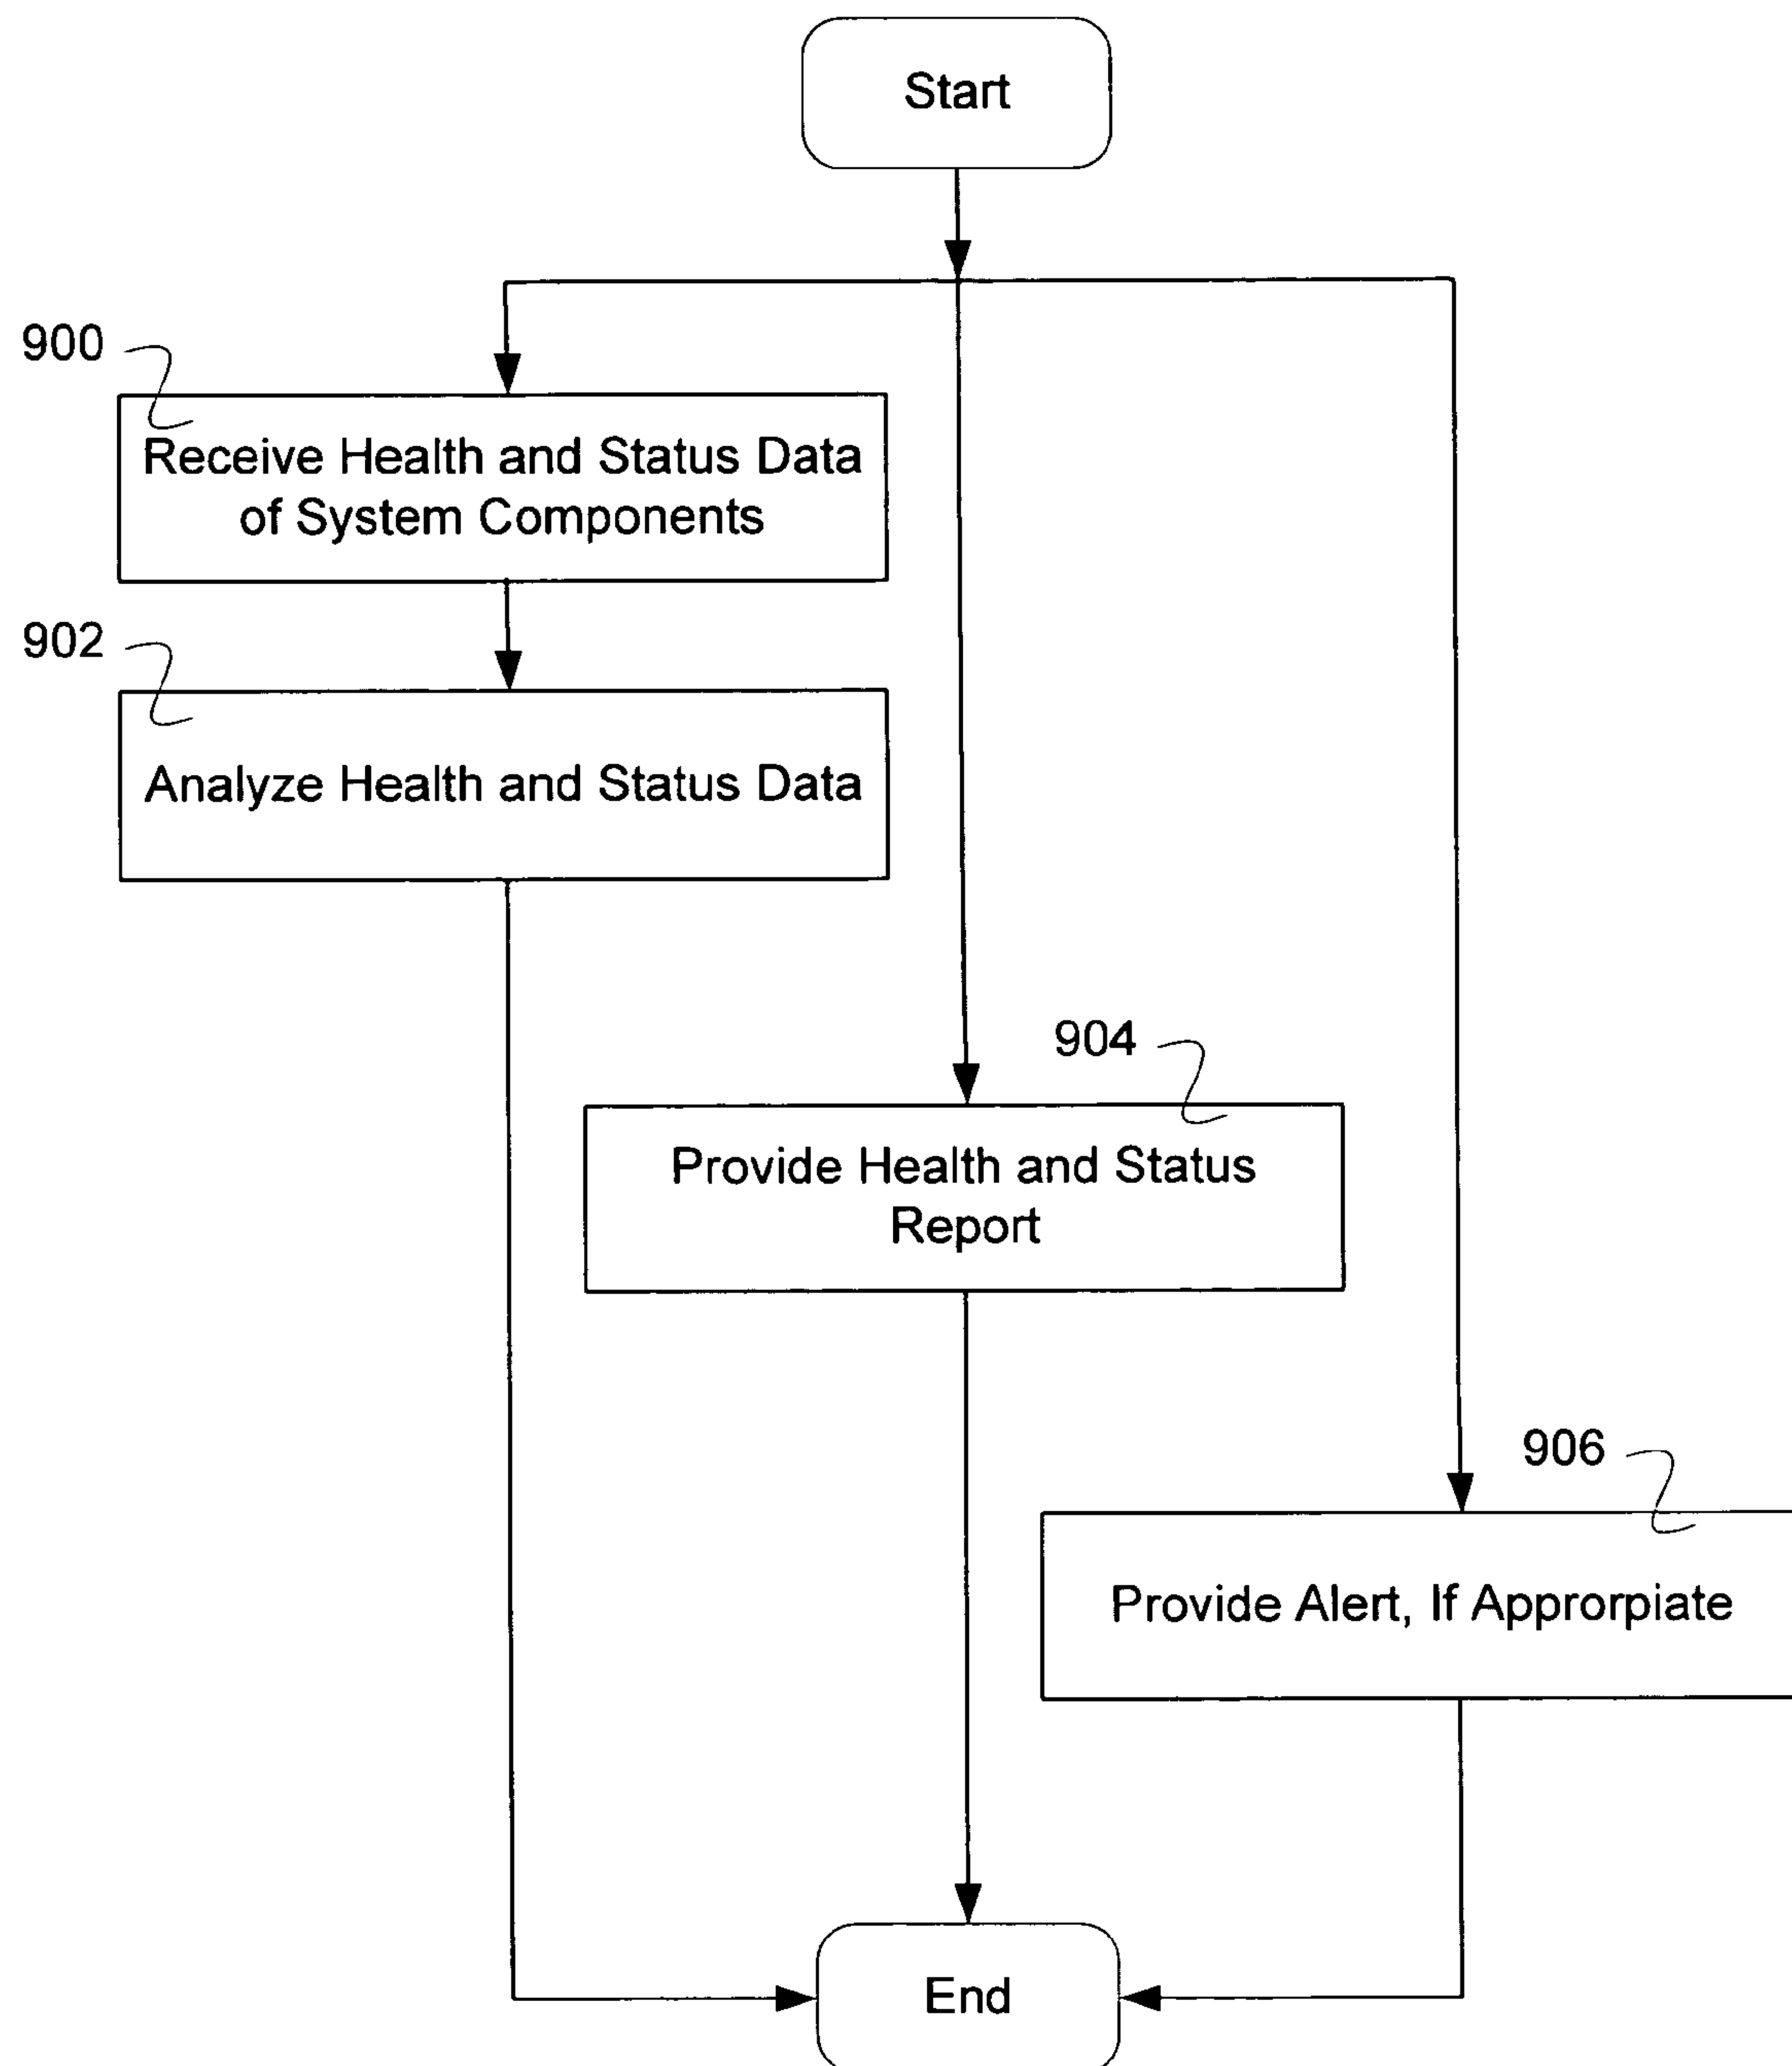 Start
900
Receive Health and Status Data
of System Components
902
Analyze Health and Status Data
904
Provide Health and Status
Report
906
Provide Alert, If Approrpiate
End